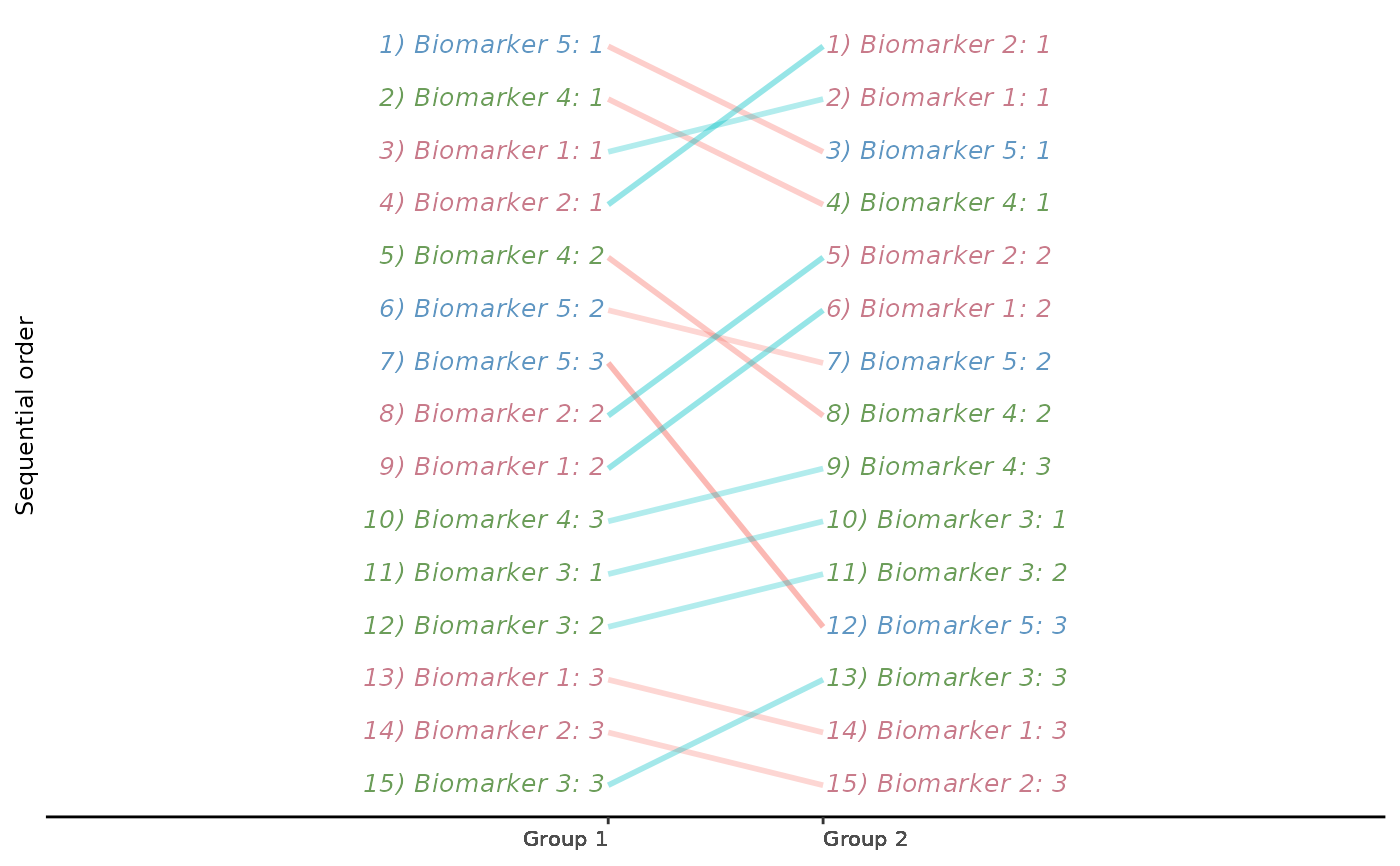 Sequential order
1) Biomarker 5: 1
2) Biomarker 4: 1
3) Biomarker 1: 1
4) Biomarker 2: 1
5) Biomarker 4: 2
6) Biomarker 5: 2
7) Biomarker 5: 3
8) Biomarker 2: 2
9) Biomarker 1: 2
10) Biomarker 4: 3
11) Biomarker 3: 1
12) Biomarker 3: 2
13) Biomarker 1: 3
14) Biomarker 2: 3
15) Biomarker 3: 3
1) Biomarker 2: 1
2) Biomarker 1: 1
3) Biomarker 5: 1
4) Biomarker 4: 1
5) Biomarker 2: 2
6) Biomarker 1: 2
7) Biomarker 5: 2
8) Biomarker 4: 2
9) Biomarker 4: 3
10) Biomarker 3: 1
11) Biomarker 3: 2
12) Biomarker 5: 3
13) Biomarker 3: 3
14) Biomarker 1: 3
15) Biomarker 2: 3
Group 1
Group 2